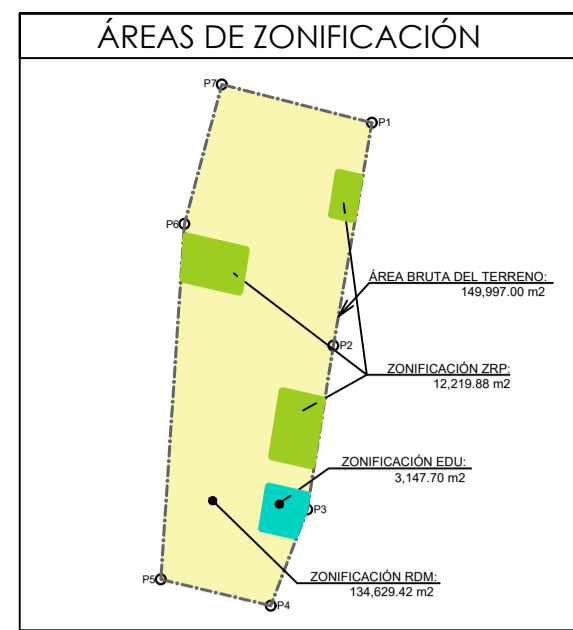 ÁREAS DE ZONIFICACIÓN
P7
P1
P6
ÁREA BRUTA DEL TERRENO:
149,997.00 m2
P2
ZONIFICACIÓN ZRP:
12,219.88 m2
ZONIFICACIÓN EDU:
3,147.70 m2
P3
ZONIFICACIÓN RDM:
134,629.42 m2
P5
P4